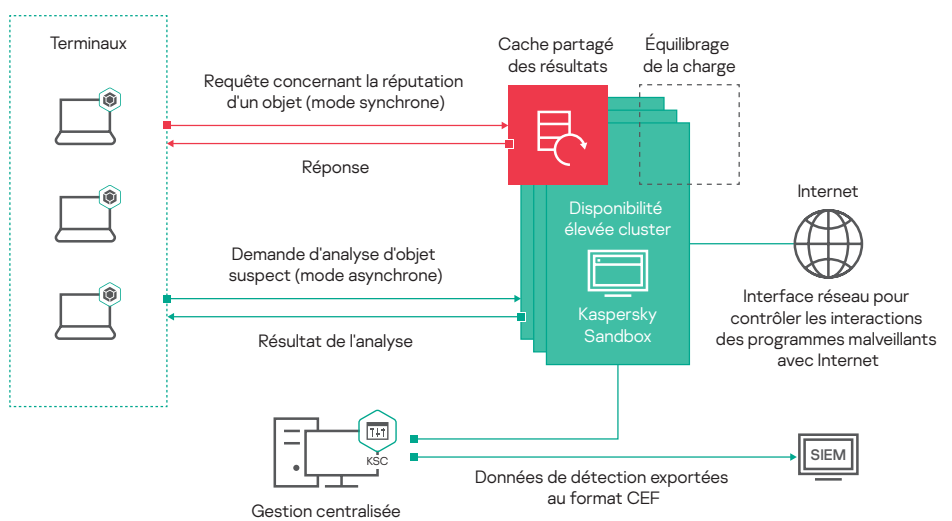 Terminaux
Requête concernant la réputation
d'un objet (mode synchrone)
Réponse
Cache partagé
des résultats
Équilibrage
de la charge
Disponibilité
élevée cluster
Kaspersky
Sandbox
Internet
Interface réseau pour
contrôler les interactions
des programmes malveillants
avec Internet
Demande d'analyse d'objet
suspect (mode asynchrone)
Résultat de l'analyse
KSC
Gestion centralisée
Données de détection exportées
au format CEF
SIEM